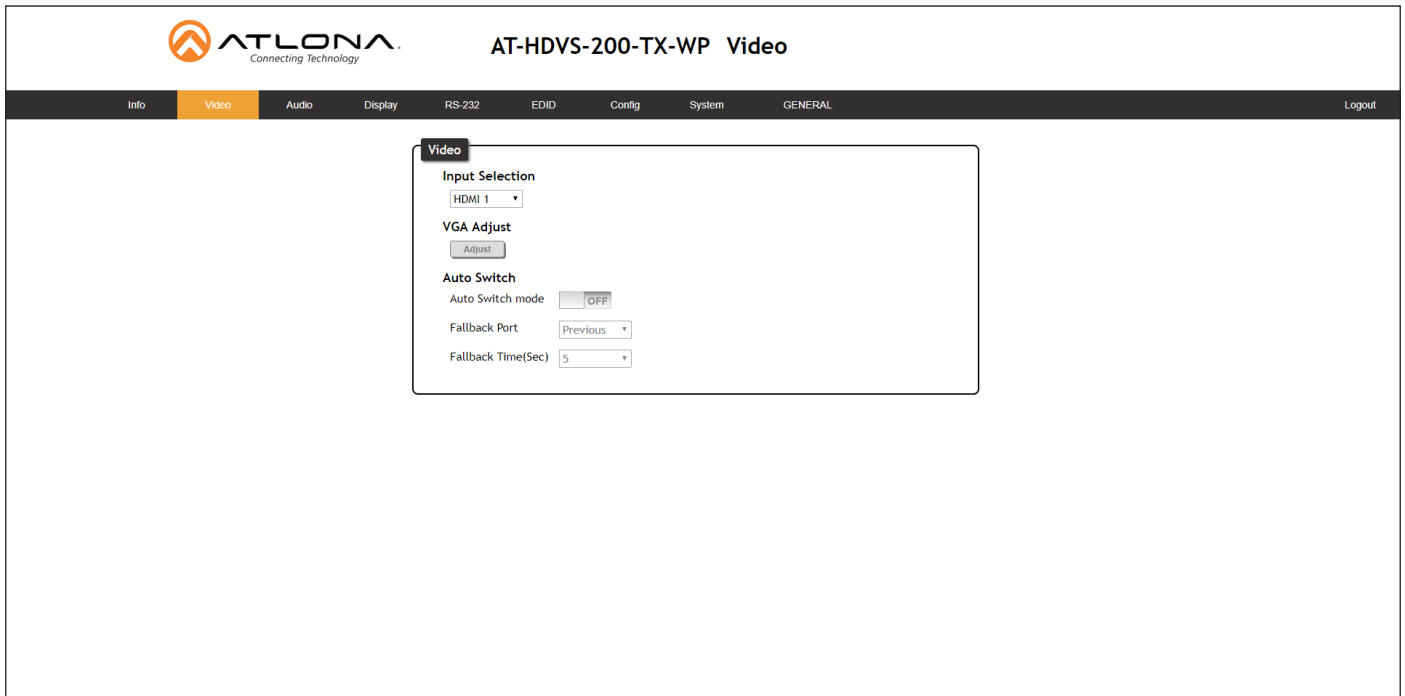 ATLONA.
Connecting Technology
AT-HDVS-200-TX-WP Video
Info Video Audio Display RS-232 EDID Config System GENERAL Logout
Video
Input Selection
HDMI 1
VGA Adjust
Adjust
Auto Switch
Auto Switch mode OFF
Fallback Port Previous
Fallback Time(Sec) 5